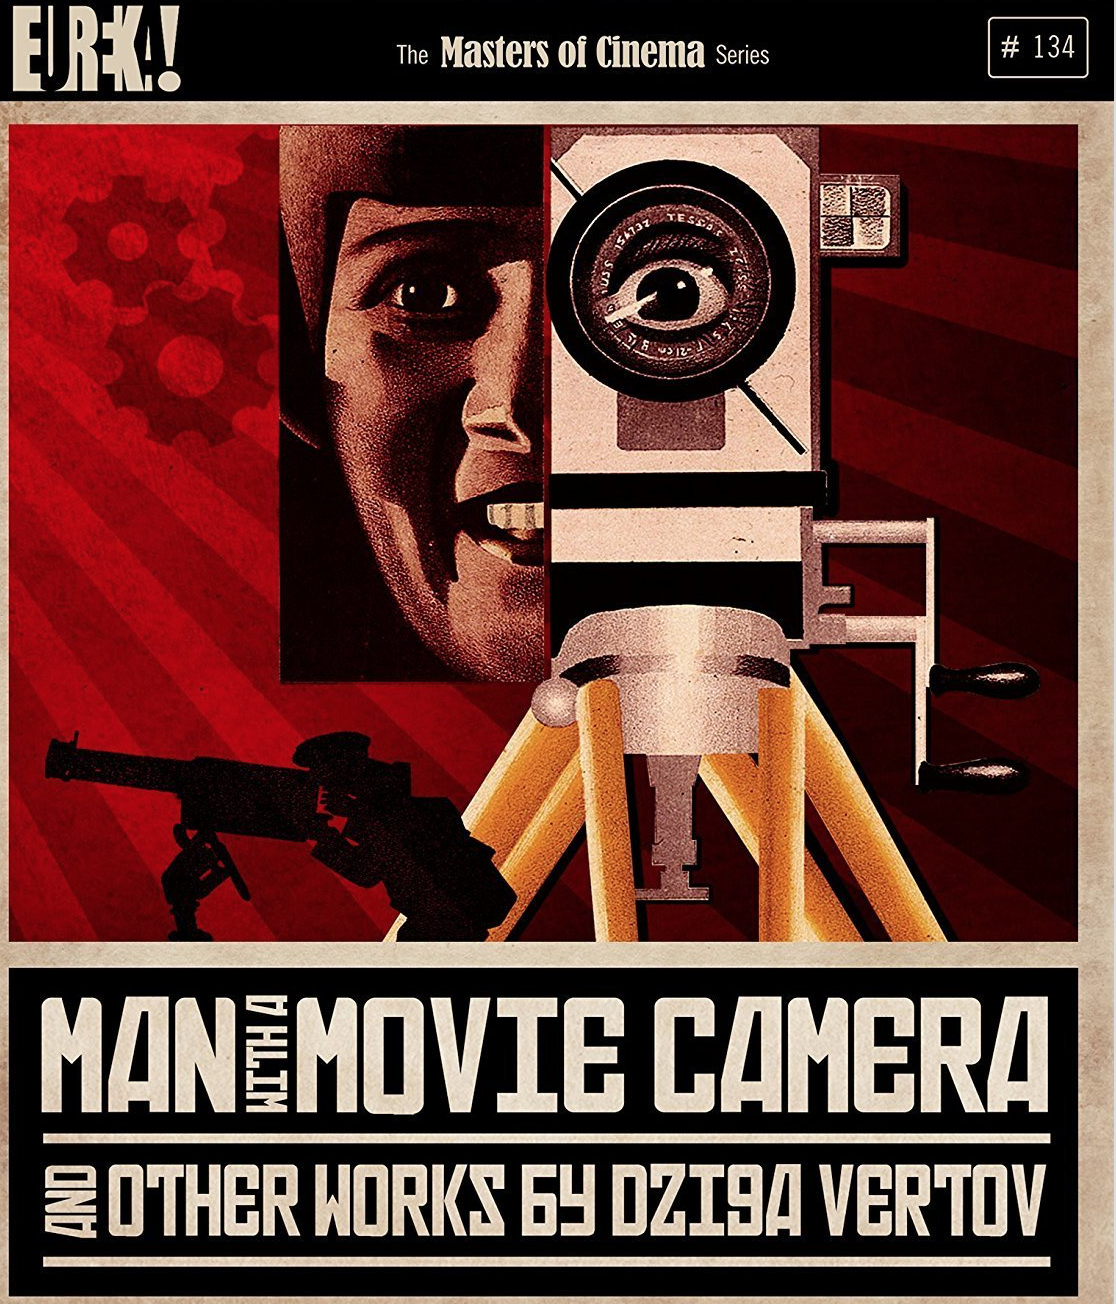 EUREKA!
The Masters of Cinema Series
# 134
MAN WITH A MOVIE CAMERA
AND OTHER WORKS BY DZIGA VERTOV